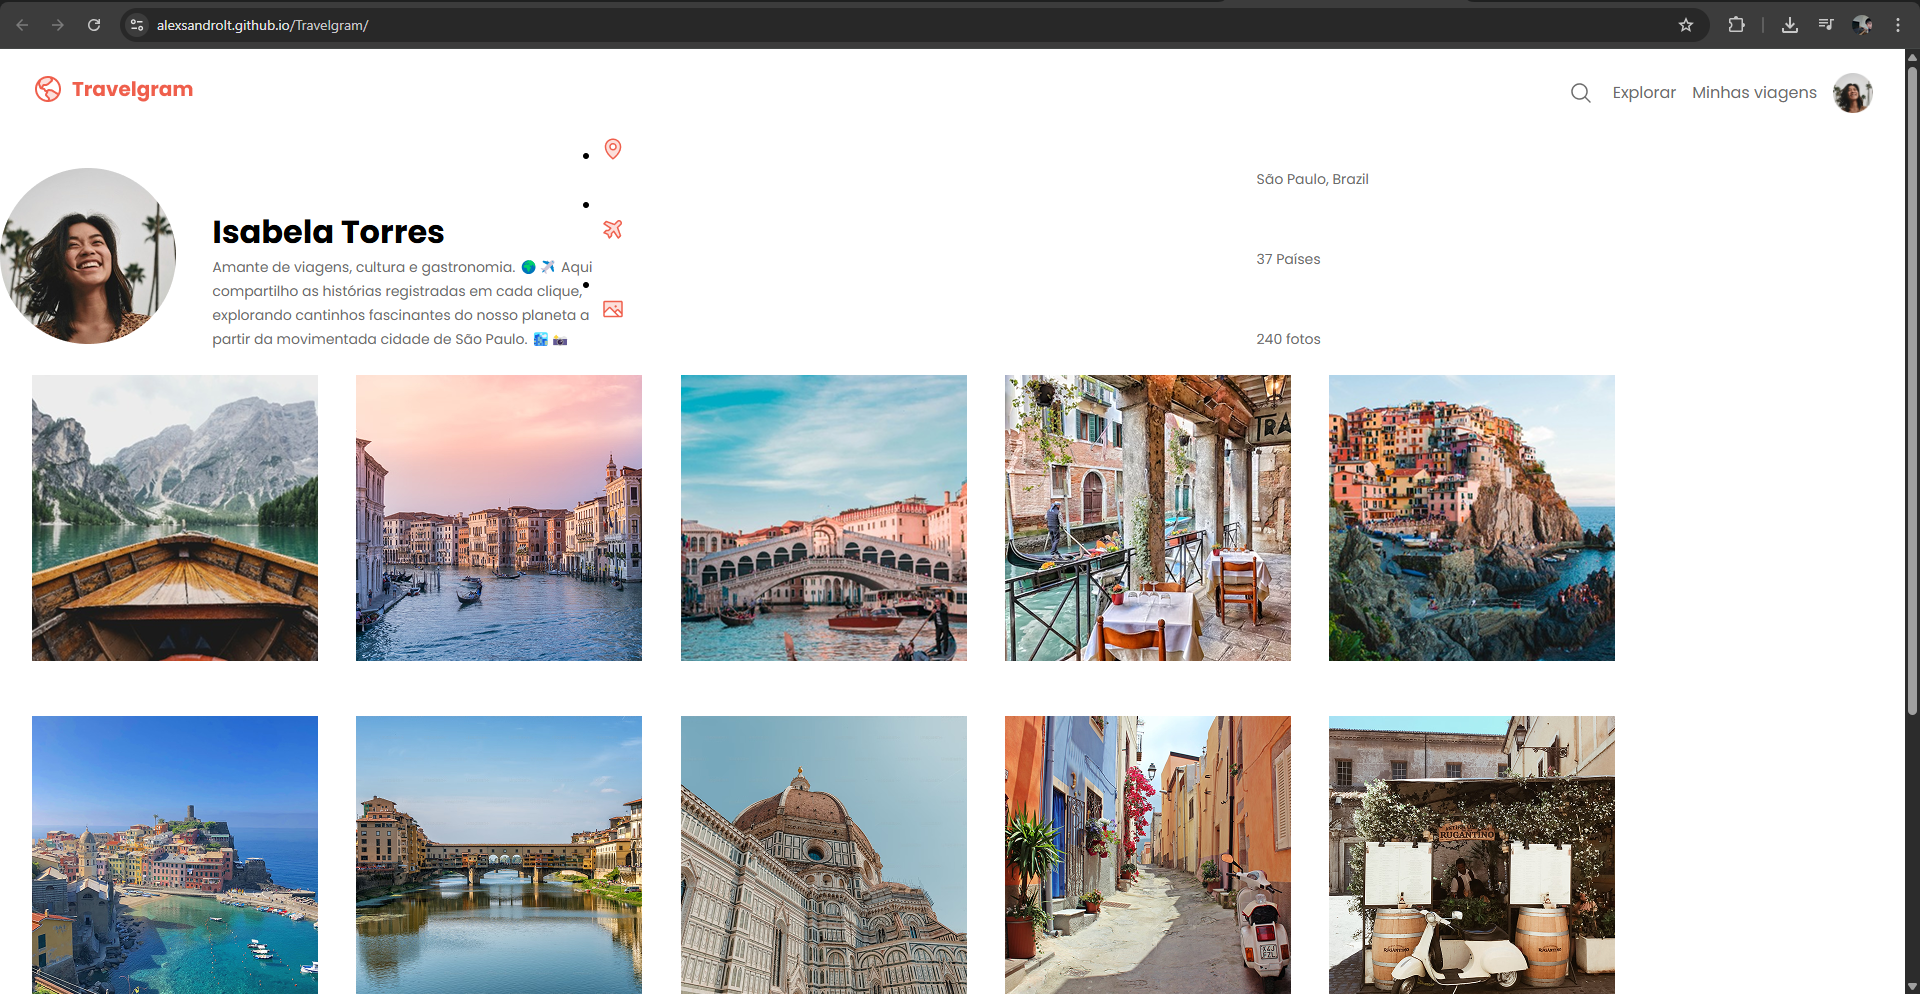 alexsandrolt.github.io/Travelgram/
Travelgram
Explorar
Minhas viagens
São Paulo, Brazil
Isabela Torres
37 Países
Amante de viagens, cultura e gastronomia. 🌍 ✈️ Aqui
compartilho as histórias registradas em cada clique,
explorando cantinhos fascinantes do nosso planeta a
partir da movimentada cidade de São Paulo. 🏙️ 📸
240 fotos
TRA
RUGANTINO